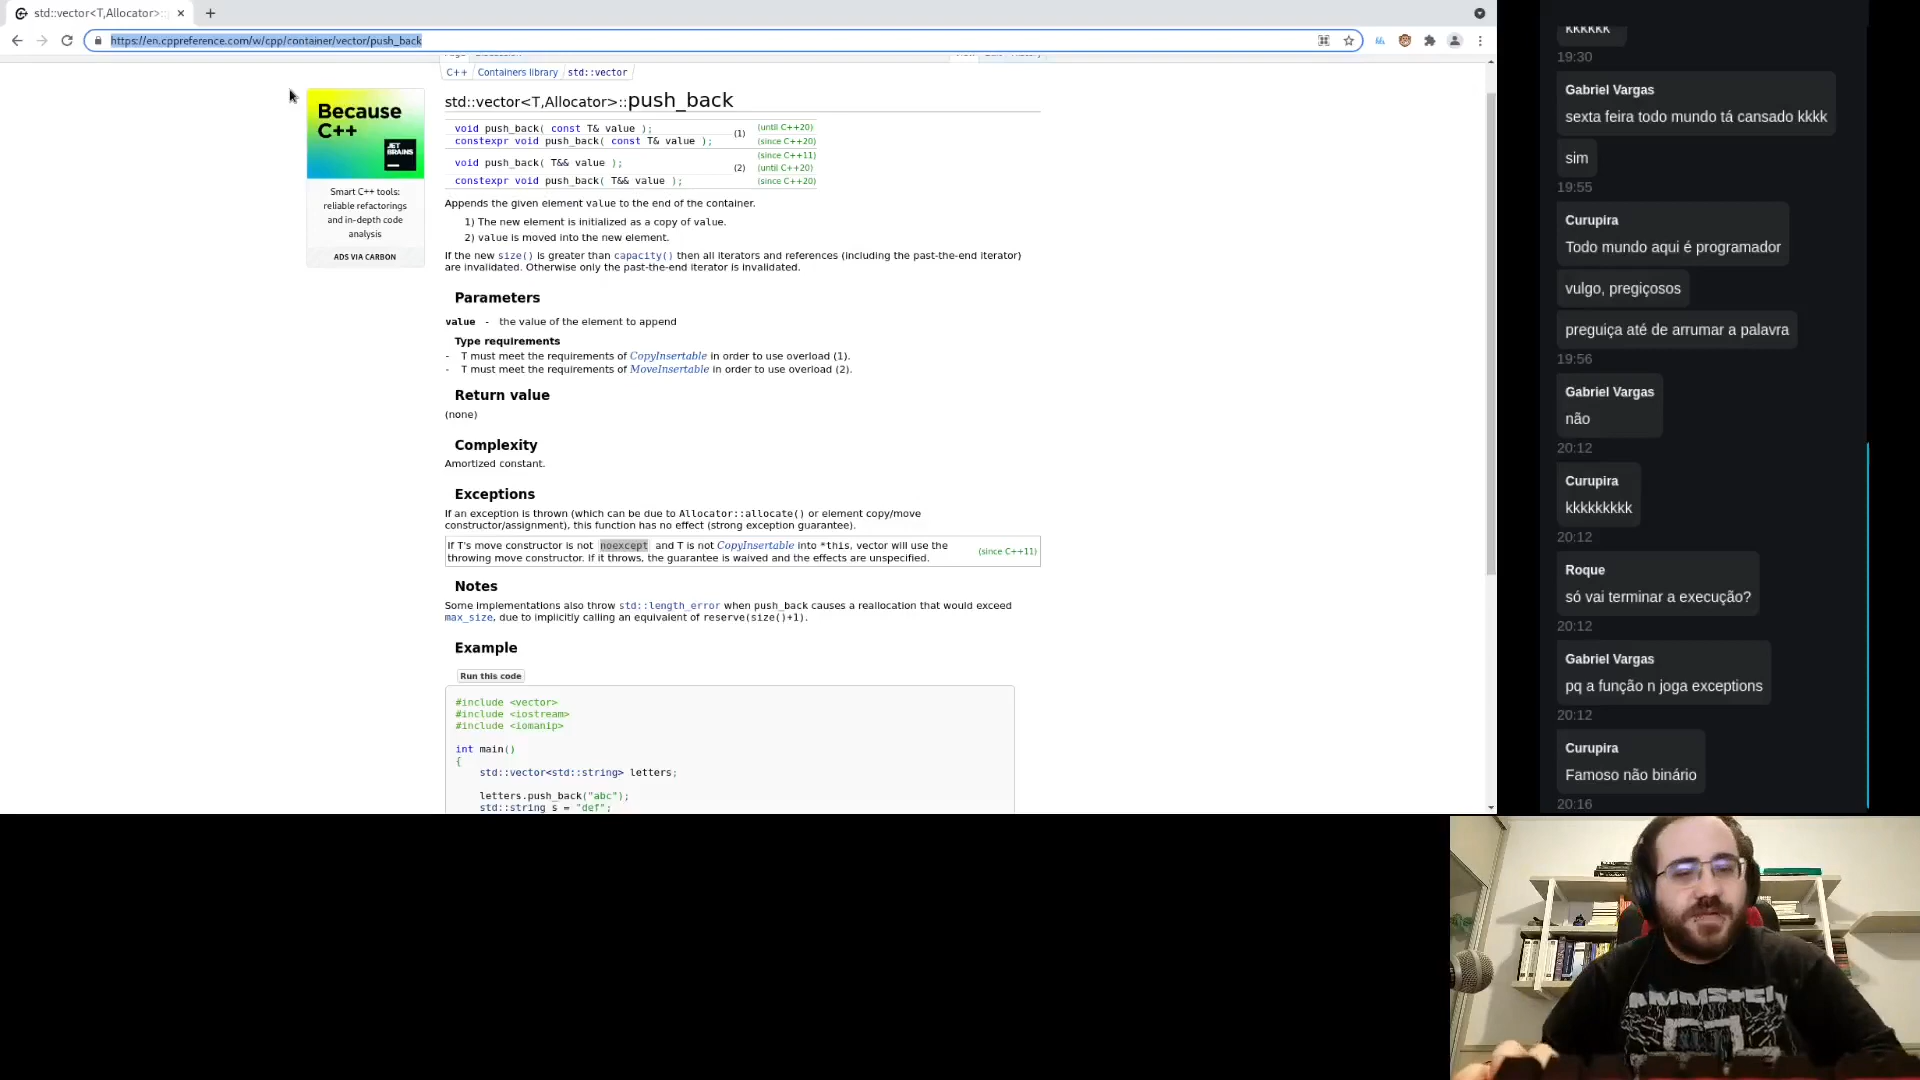 std::vector<T,Allocator>::
https://en.cppreference.com/w/cpp/container/vector/push_back
C++ Containers library std::vector
Because
C++
JET
BRAINS
Smart C++ tools:
reliable refactorings
and in-depth code
analysis
ADS VIA CARBON
std::vector<T,Allocator>::push_back
void push_back( const T& value ); (1) (until C++20)
constexpr void push_back( const T& value ); (since C++20)
void push_back( T&& value ); (2) (since C++11)
(until C++20)
constexpr void push_back( T&& value ); (since C++20)
Appends the given element value to the end of the container.
1) The new element is initialized as a copy of value.
2) value is moved into the new element.
If the new size() is greater than capacity() then all iterators and references (including the past-the-end iterator)
are invalidated. Otherwise only the past-the-end iterator is invalidated.
Parameters
value - the value of the element to append
Type requirements
- T must meet the requirements of CopyInsertable in order to use overload (1).
- T must meet the requirements of MoveInsertable in order to use overload (2).
Return value
(none)
Complexity
Amortized constant.
Exceptions
If an exception is thrown (which can be due to Allocator::allocate() or element copy/move
constructor/assignment), this function has no effect (strong exception guarantee).
If T's move constructor is not noexcept and T is not CopyInsertable into *this, vector will use the
throwing move constructor. If it throws, the guarantee is waived and the effects are unspecified.
(since C++11)
Notes
Some implementations also throw std::length_error when push_back causes a reallocation that would exceed
max_size, due to implicitly calling an equivalent of reserve(size()+1).
Example
Run this code
#include <vector>
#include <iostream>
#include <iomanip>
int main()
{
std::vector<std::string> letters;
letters.push_back("abc");
std::string s = "def";
kkkkkk
19:30
Gabriel Vargas
sexta feira todo mundo tá cansado kkkk
sim
19:55
Curupira
Todo mundo aqui é programador
vulgo, pregiçosos
preguiça até de arrumar a palavra
19:56
Gabriel Vargas
não
20:12
Curupira
kkkkkkkkk
20:12
Roque
só vai terminar a execução?
20:12
Gabriel Vargas
pq a função n joga exceptions
20:12
Curupira
Famoso não binário
20:16